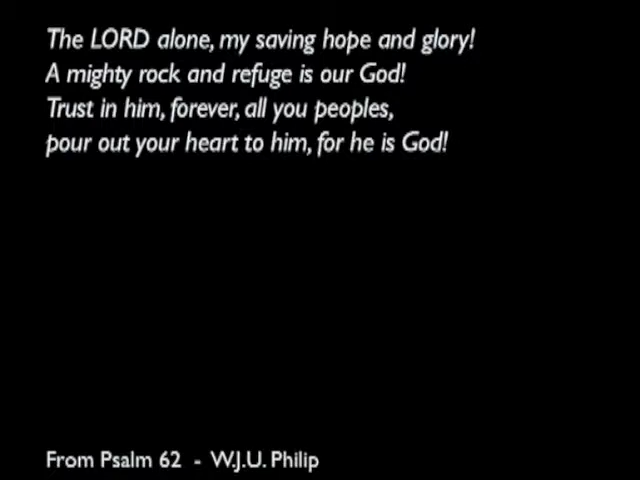 The LORD alone, my saving hope and glory!
A mighty rock and refuge is our God!
Trust in him, forever, all you peoples,
pour out your heart to him, for he is God!
From Psalm 62 - W.J.U. Philip